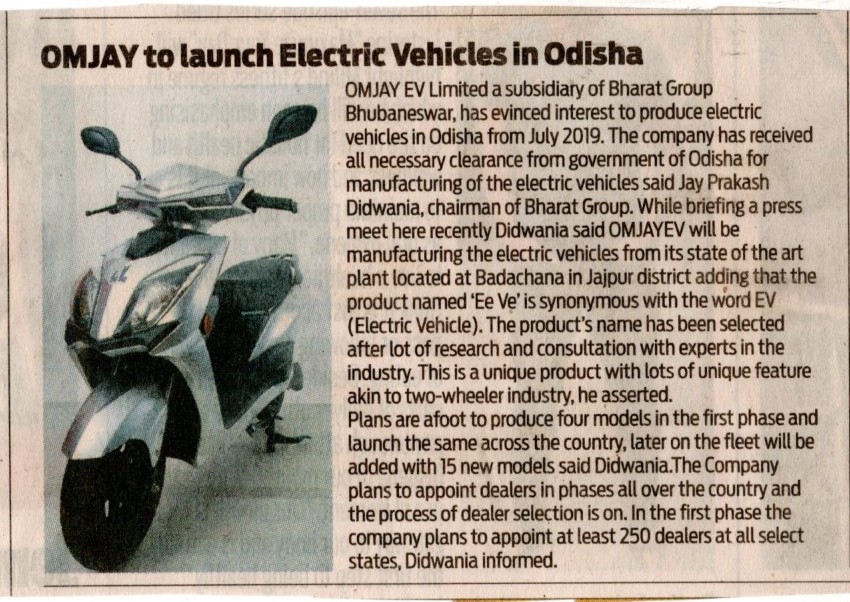 OMJAY to launch Electric Vehicles in Odisha
OMJAY EV Limited a subsidiary of Bharat Group
Bhubaneswar, has evinced interest to produce electric
vehicles in Odisha from July 2019. The company has received
all necessary clearance from government of Odisha for
manufacturing of the electric vehicles said Jay Prakash
Didwania, chairman of Bharat Group. While briefing a press
meet here recently Didwania said OMJAYEV will be
manufacturing the electric vehicles from its state of the art
plant located at Badachana in Jajpur district adding that the
product named ‘Ee Ve’ is synonymous with the word EV
(Electric Vehicle). The product’s name has been selected
after lot of research and consultation with experts in the
industry. This is a unique product with lots of unique feature
akin to two-wheeler industry, he asserted.
Plans are afoot to produce four models in the first phase and
launch the same across the country, later on the fleet will be
added with 15 new models said Didwania.The Company
plans to appoint dealers in phases all over the country and
the process of dealer selection is on. In the first phase the
company plans to appoint at least 250 dealers at all select
states, Didwania informed.